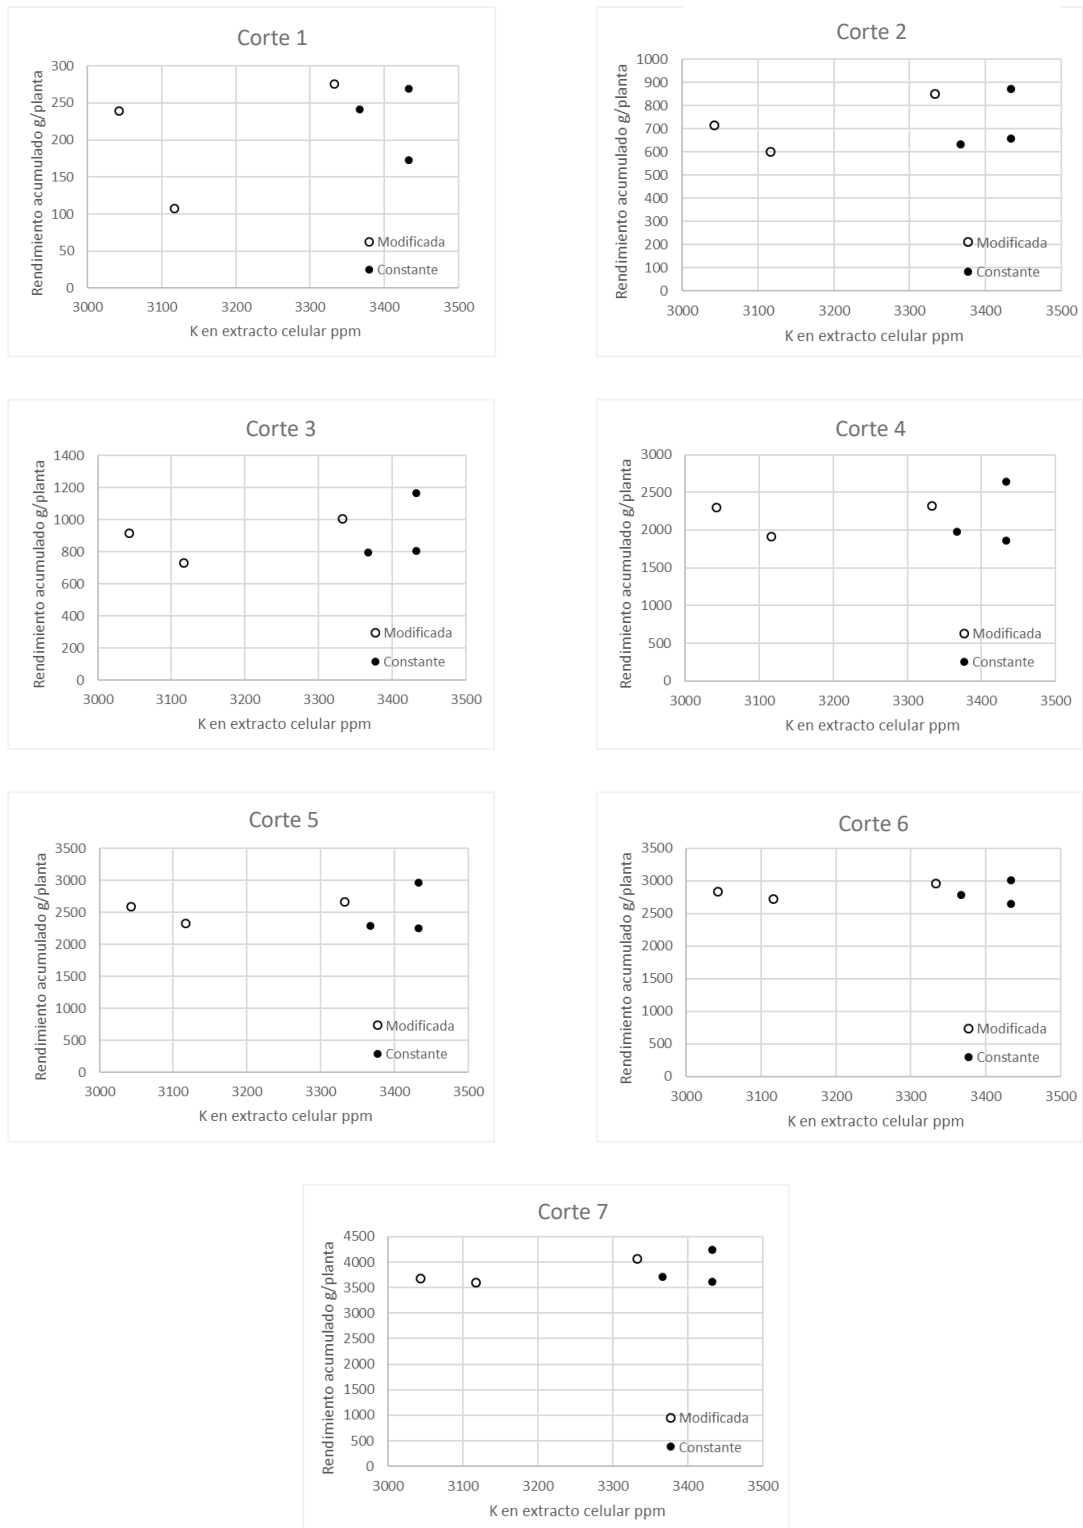 Corte 1
Rendimiento acumulado g/planta
300
250
200
150
100
50
0
3000 3100 3200 3300 3400 3500
K en extracto celular ppm
Modificada
Constante
Corte 2
Rendimiento acumulado g/planta
1000
900
800
700
600
500
400
300
200
100
0
3000 3100 3200 3300 3400 3500
K en extracto celular ppm
Modificada
Constante
Corte 3
Rendimiento acumulado g/planta
1400
1200
1000
800
600
400
200
0
3000 3100 3200 3300 3400 3500
K en extracto celular ppm
Modificada
Constante
Corte 4
Rendimiento acumulado g/planta
3000
2500
2000
1500
1000
500
0
3000 3100 3200 3300 3400 3500
K en extracto celular ppm
Modificada
Constante
Corte 5
Rendimiento acumulado g/planta
3500
3000
2500
2000
1500
1000
500
0
3000 3100 3200 3300 3400 3500
K en extracto celular ppm
Modificada
Constante
Corte 6
Rendimiento acumulado g/planta
3500
3000
2500
2000
1500
1000
500
0
3000 3100 3200 3300 3400 3500
K en extracto celular ppm
Modificada
Constante
Corte 7
Rendimiento acumulado g/planta
4500
4000
3500
3000
2500
2000
1500
1000
500
0
3000 3100 3200 3300 3400 3500
K en extracto celular ppm
Modificada
Constante